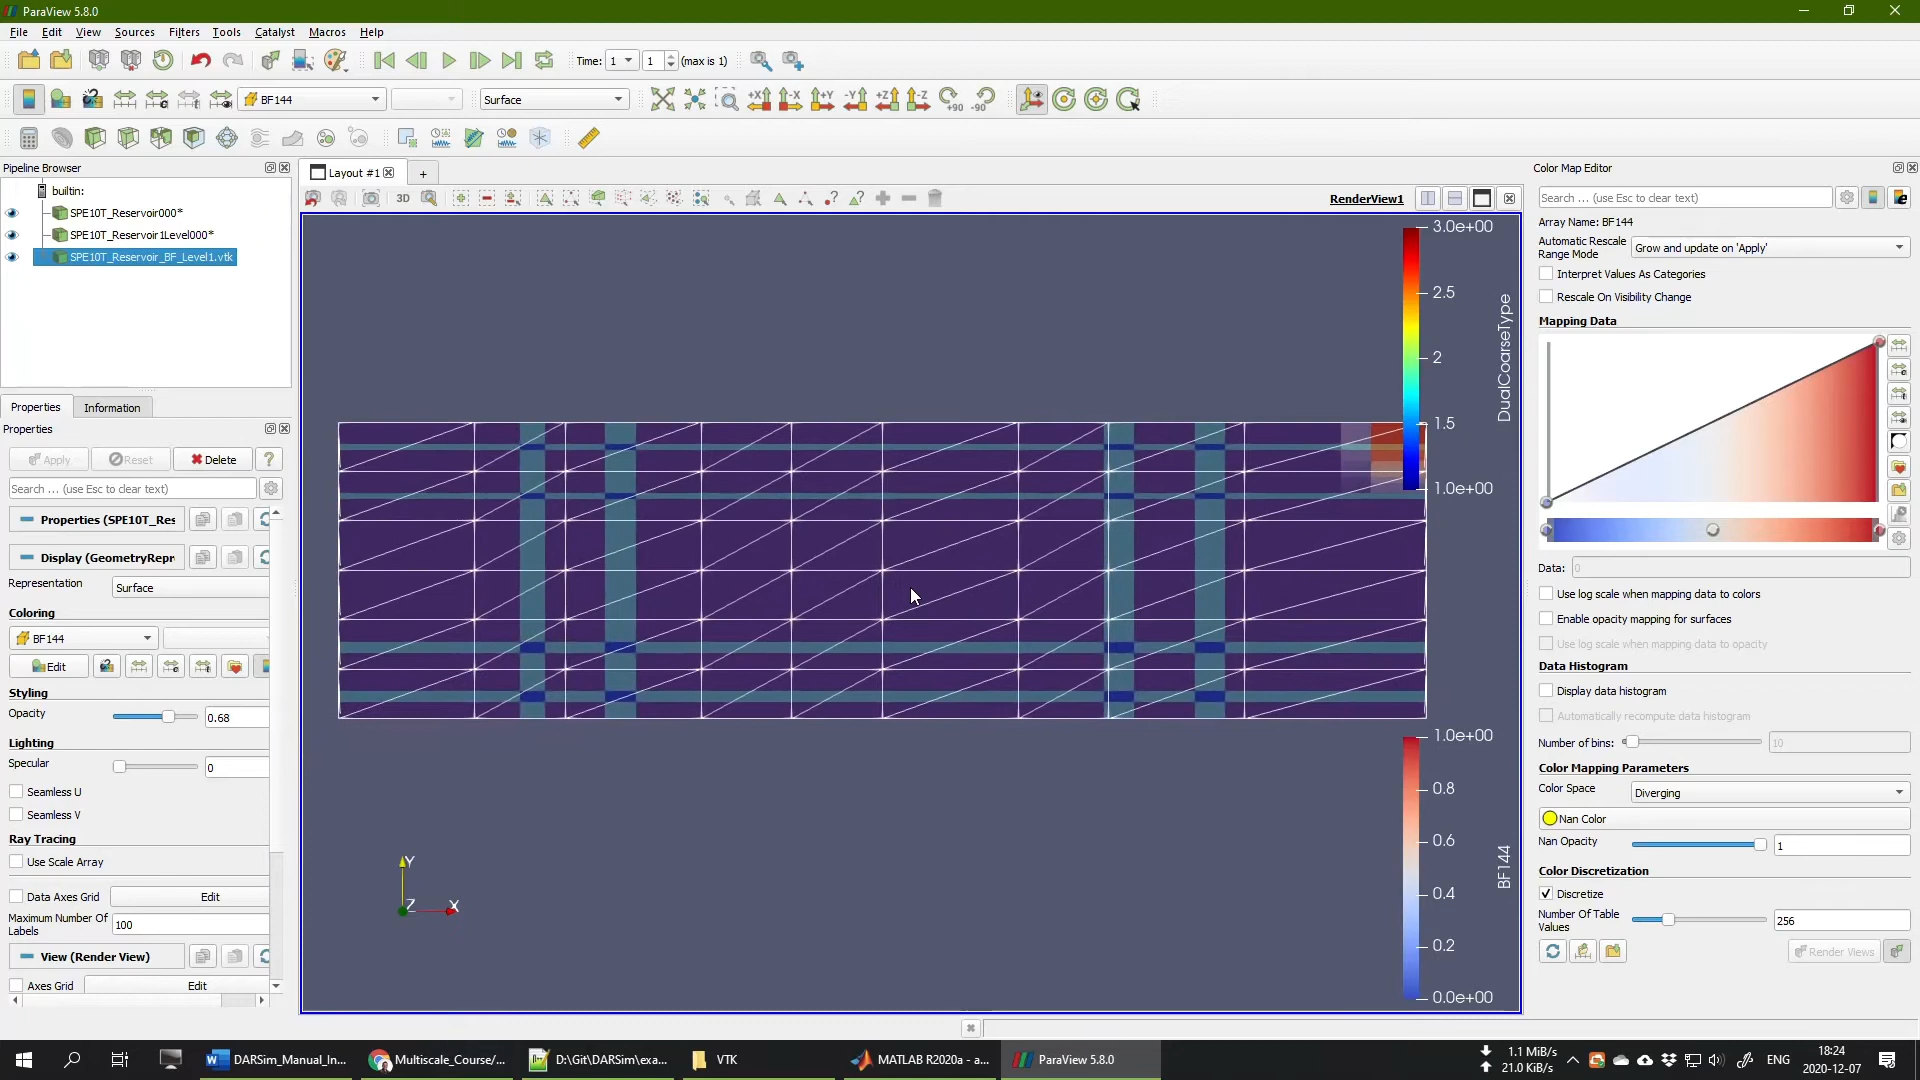 ParaView 5.8.0
File Edit View Sources Filters Tools Catalyst Macros Help
Time: 1 1 (max is 1)
BF144 Surface
+X -X +Y -Y +Z -Z +90 -90
Pipeline Browser
builtin:
SPE10T_Reservoir000*
SPE10T_Reservoir1Level000*
SPE10T_Reservoir_BF_Level1.vtk
Properties Information
Properties
Apply Reset Delete ?
Search ... (use Esc to clear text)
Properties (SPE10T_Res
Display (GeometryRepr
Representation Surface
Coloring
BF144
Edit
Styling
Opacity 0.68
Lighting
Specular 0
Seamless U
Seamless V
Ray Tracing
Use Scale Array
Data Axes Grid Edit
Maximum Number Of
Labels
100
View (Render View)
Axes Grid Edit
Layout #1 +
3D
RenderView1
3.0e+00
2.5
2
1.5
1.0e+00
DualCoarseType
1.0e+00
0.8
0.6
0.4
0.2
0.0e+00
BF144
Y
Z X
Color Map Editor
Search ... (use Esc to clear text)
Array Name: BF144
Automatic Rescale
Range Mode
Grow and update on 'Apply'
Interpret Values As Categories
Rescale On Visibility Change
Mapping Data
Data: 0
Use log scale when mapping data to colors
Enable opacity mapping for surfaces
Use log scale when mapping data to opacity
Data Histogram
Display data histogram
Automatically recompute data histogram
Number of bins: 10
Color Mapping Parameters
Color Space Diverging
Nan Color
Nan Opacity 1
Color Discretization
Discretize
Number Of Table
Values
256
Render Views
DARSim_Manual_In...
Multiscale_Course/...
D:\Git\DARSim\exa...
VTK
MATLAB R2020a - a...
ParaView 5.8.0
1.1 MiB/s
21.0 KiB/s
ENG
18:24
2020-12-07